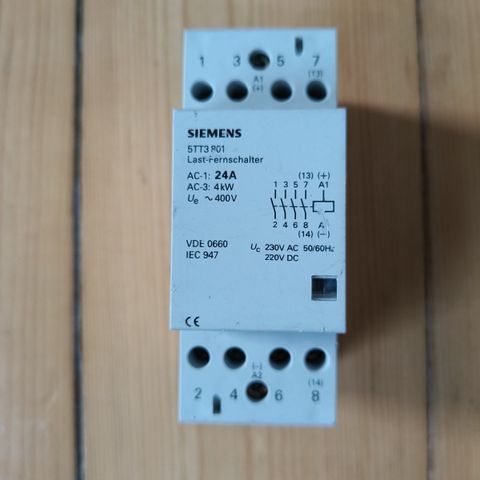 1 3 5 7
A1 (13)
(+)
SIEMENS
5TT3 801
Last-Fernschalter
AC-1: 24A
AC-3: 4kW
Ue ~400V
(13) (+)
1 3 5 7 A1
2 4 6 8 A
(14) (−)
VDE 0660
IEC 947
Uc 230V AC 50/60Hz
220V DC
CE
(−)
A2 (14)
2 4 6 8